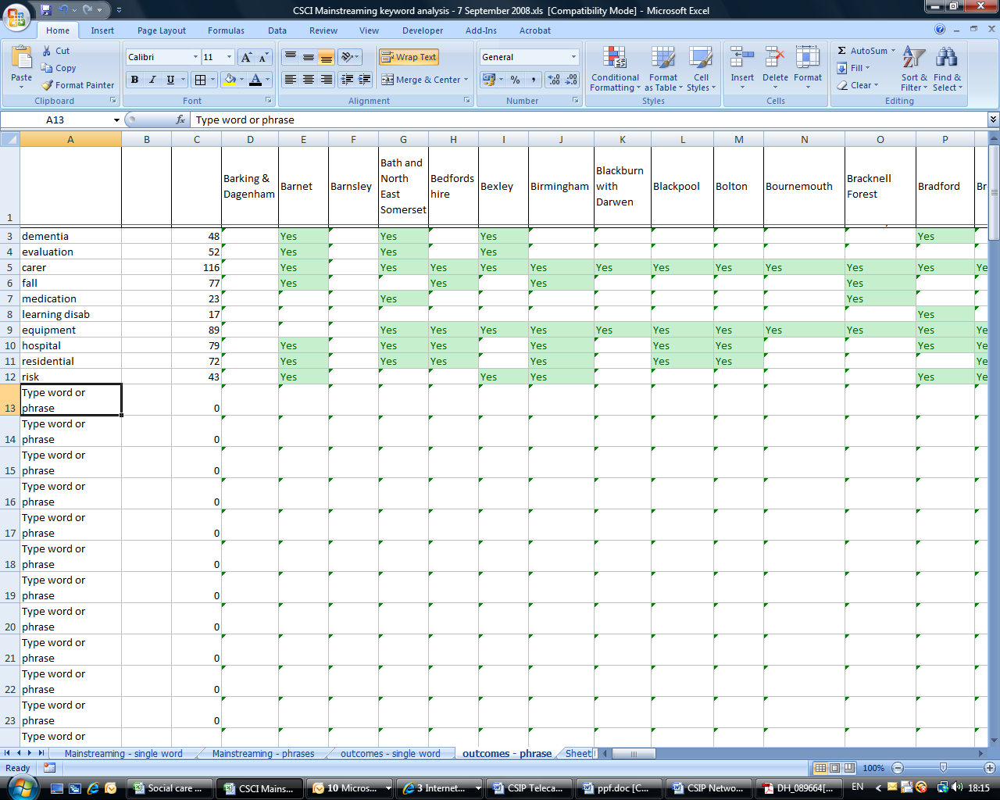 CSCI Mainstreaming keyword analysis - 7 September 2008.xls [Compatibility Mode] - Microsoft Excel
Home Insert Page Layout Formulas Data Review View Developer Add-Ins Acrobat
Paste
Cut
Copy
Format Painter
Clipboard
Calibri 11
B I U
Font
Wrap Text
Merge & Center
Alignment
General
Number
Conditional Formatting
Format as Table
Cell Styles
Styles
Insert Delete Format
Cells
AutoSum
Fill
Clear
Sort & Filter
Find & Select
Editing
A13 fx Type word or phrase
A B C D E F G H I J K L M N O P
1 Barking & Dagenham Barnet Barnsley Bath and North East Somerset Bedfords hire Bexley Birmingham Blackburn with Darwen Blackpool Bolton Bournemouth Bracknell Forest Bradford Br
3 dementia 48 Yes Yes Yes Yes
4 evaluation 52 Yes Yes Yes
5 carer 116 Yes Yes Yes Yes Yes Yes Yes Yes Yes Yes Yes Ye
6 fall 77 Yes Yes Yes Yes
7 medication 23 Yes Yes
8 learning disab 17 Yes
9 equipment 89 Yes Yes Yes Yes Yes Yes Yes Yes Yes Yes Ye
10 hospital 79 Yes Yes Yes Yes Yes Yes Yes Ye
11 residential 72 Yes Yes Yes Yes Yes Yes Ye
12 risk 43 Yes Yes Yes Yes Ye
Type word or
13 phrase 0
Type word or
14 phrase 0
Type word or
15 phrase 0
Type word or
16 phrase 0
Type word or
17 phrase 0
Type word or
18 phrase 0
Type word or
19 phrase 0
Type word or
20 phrase 0
Type word or
21 phrase 0
Type word or
22 phrase 0
Type word or
23 phrase 0
Type word or
Mainstreaming - single word Mainstreaming - phrases outcomes - single word outcomes - phrase Sheet
Ready 100%
Social care ... CSCI Mains... 10 Micros... 3 Internet... CSIP Teleca... ppf.doc [C... CSIP Netwo... DH_089664[... EN 18:15